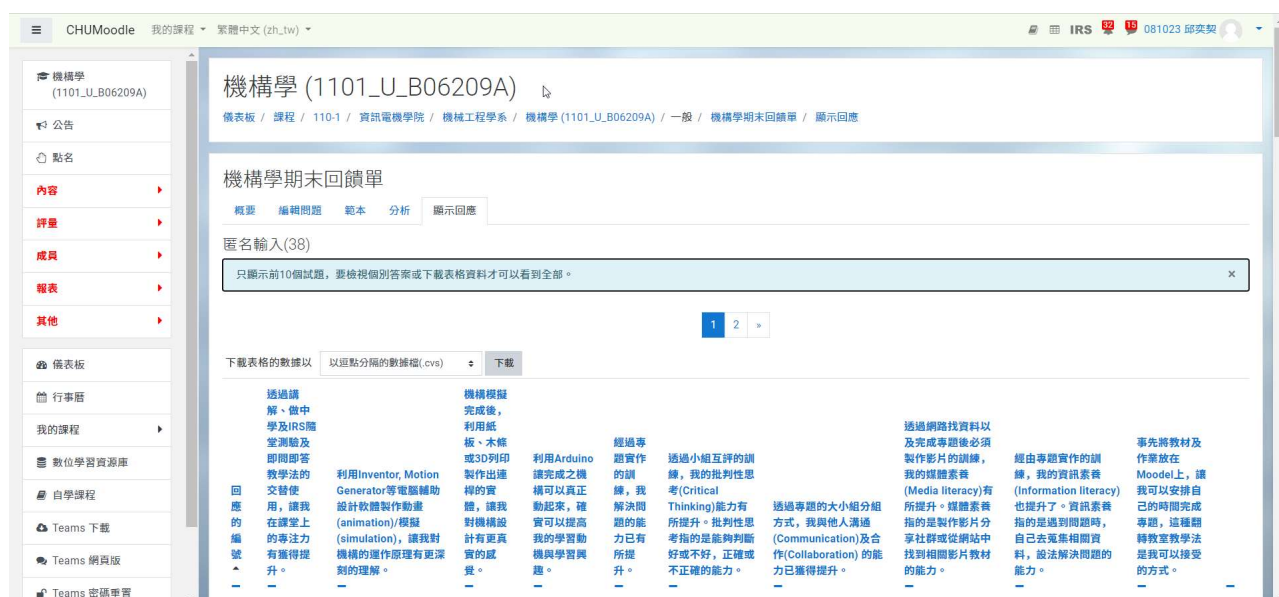 CHUMoodle 我的課程 繁體中文 (zh_tw) IRS 32 15 081023 邱奕契
機構學
(1101_U_B06209A)
公告
點名
內容
評量
成員
報表
其他
儀表板
行事曆
我的課程
數位學習資源庫
自學課程
Teams 下載
Teams 網頁版
Teams 密碼重置
機構學 (1101_U_B06209A)
儀表板 / 課程 / 110-1 / 資訊電機學院 / 機械工程學系 / 機構學 (1101_U_B06209A) / 一般 / 機構學期末回饋單 / 顯示回應
機構學期末回饋單
概要 編輯問題 範本 分析 顯示回應
匿名輸入(38)
只顯示前10個試題，要檢視個別答案或下載表格資料才可以看到全部。 ×
1 2 »
下載表格的數據以 以逗點分隔的數據檔(.cvs) 下載
回
應
的
編
號
透過講
解、做中
學及IRS隨
堂測驗及
即問即答
教學法的
交替使
用，讓我
在課堂上
的專注力
有獲得提
升。
利用Inventor, Motion
Generator等電腦輔助
設計軟體製作動畫
(animation)/模擬
(simulation)，讓我對
機構的運作原理有更深
刻的理解。
機構模擬
完成後，
利用紙
板、木條
或3D列印
製作出連
桿的實
體，讓我
對機構設
計有更真
實的感
覺。
利用Arduino
讓完成之機
構可以真正
動起來，確
實可以提高
我的學習動
機與學習興
趣。
經過專
題實作
的訓
練，我
解決問
題的能
力已有
所提
升。
透過小組互評的訓
練，我的批判性思
考(Critical
Thinking)能力有
所提升。批判性思
考指的是能夠判斷
好或不好，正確或
不正確的能力。
透過專題的大小組分組
方式，我與他人溝通
(Communication)及合
作(Collaboration) 的能
力已獲得提升。
透過網路找資料以
及完成專題後必須
製作影片的訓練，
我的媒體素養
(Media literacy)有
所提升。媒體素養
指的是製作影片分
享社群或從網站中
找到相關影片教材
的能力。
經由專題實作的訓
練，我的資訊素養
(Information literacy)
也提升了。資訊素養
指的是遇到問題時，
自己去蒐集相關資
料，設法解決問題的
能力。
事先將教材及
作業放在
Moodel上，讓
我可以安排自
己的時間完成
專題，這種翻
轉教室教學法
是我可以接受
的方式。